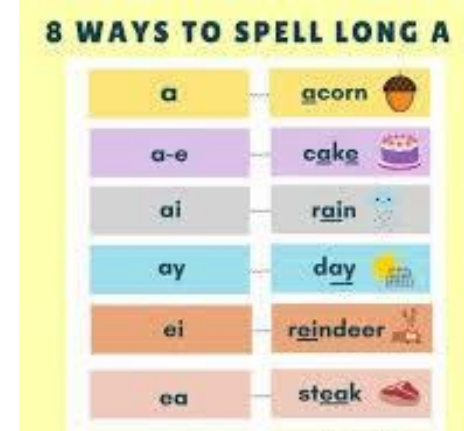 8 WAYS TO SPELL LONG A
a acorn
a-e cake
ai rain
ay day
ei reindeer
ea steak